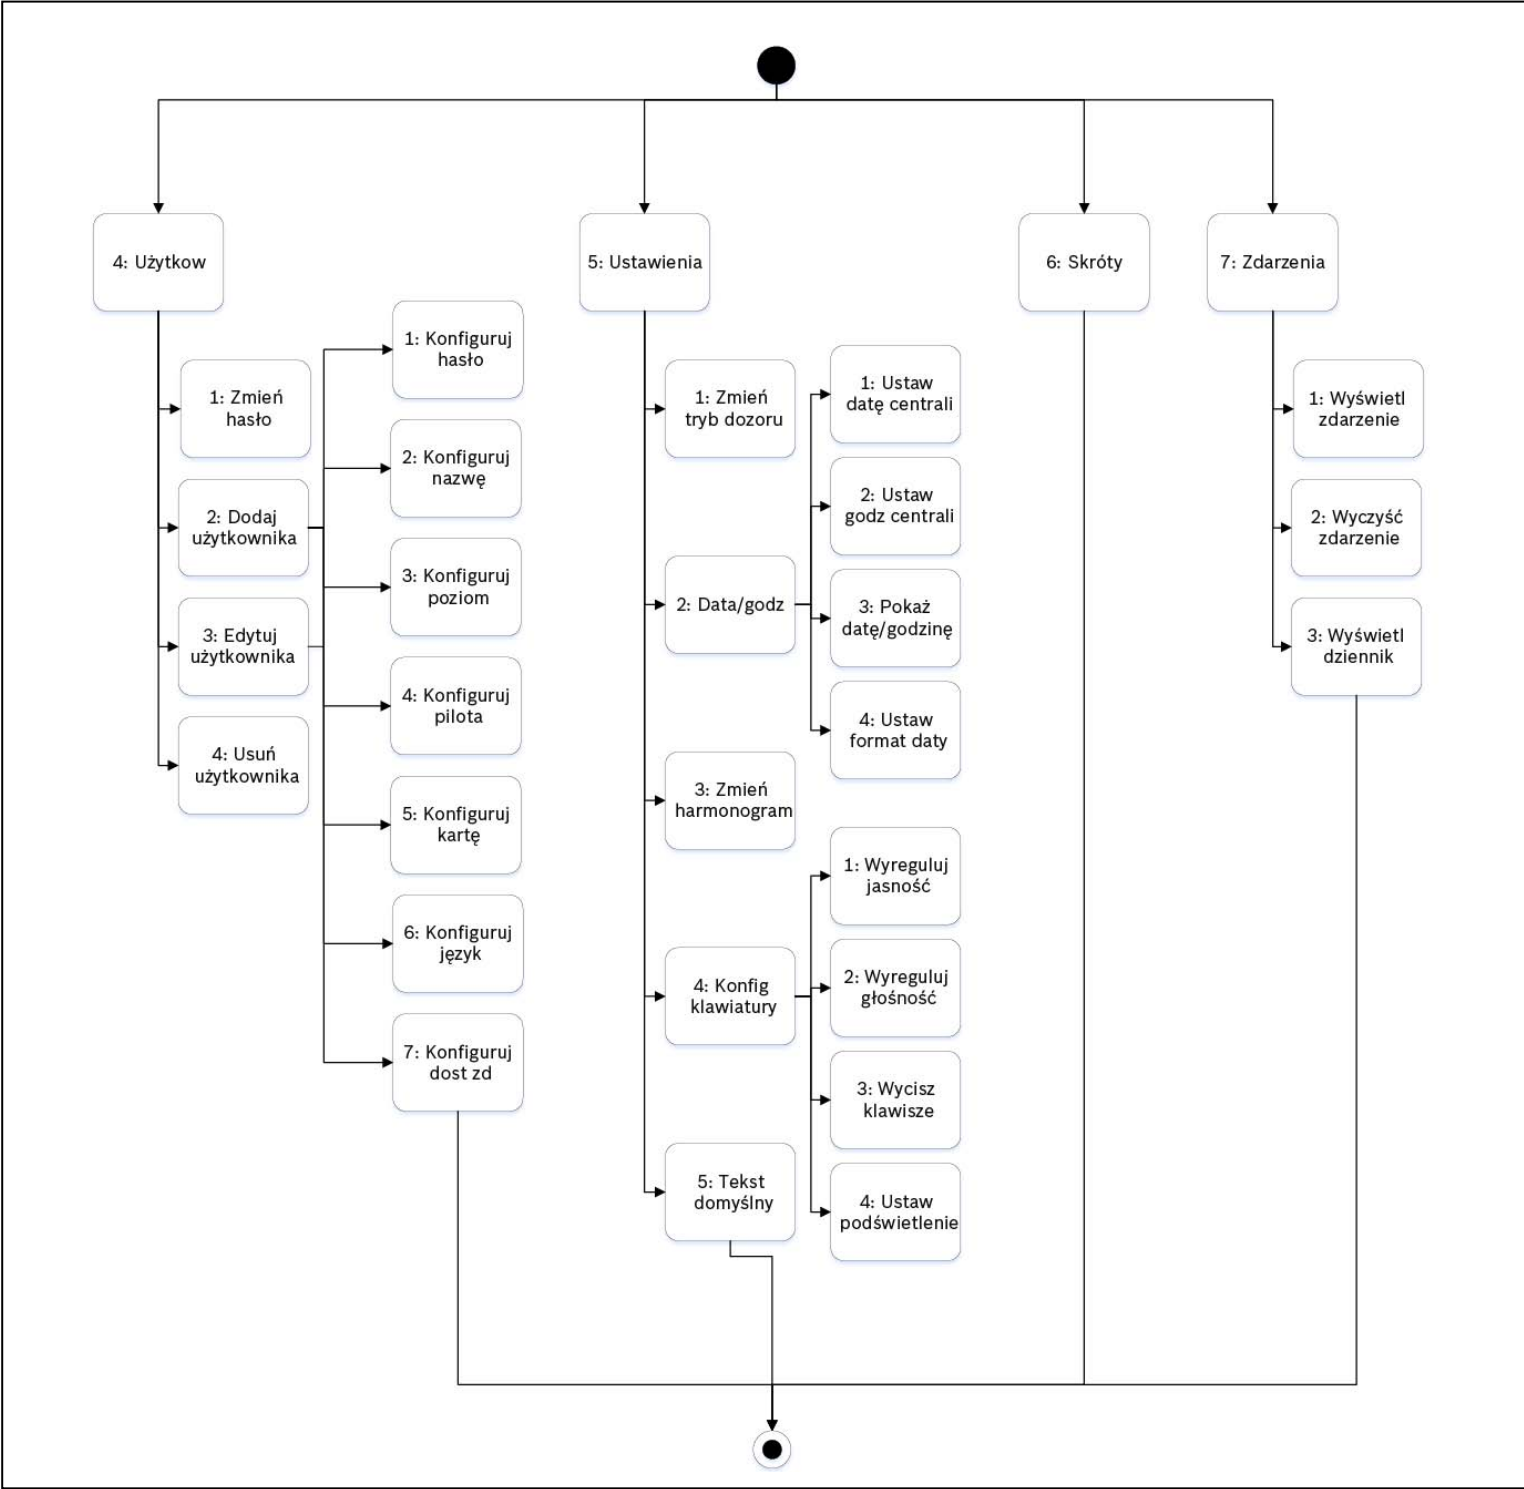 4: Użytkow
1: Zmień
hasło
2: Dodaj
użytkownika
3: Edytuj
użytkownika
4: Usuń
użytkownika
1: Konfiguruj
hasło
2: Konfiguruj
nazwę
3: Konfiguruj
poziom
4: Konfiguruj
pilota
5: Konfiguruj
kartę
6: Konfiguruj
język
7: Konfiguruj
dost zd
5: Ustawienia
1: Zmień
tryb dozoru
2: Data/godz
1: Ustaw
datę centrali
2: Ustaw
godz centrali
3: Pokaż
datę/godzinę
4: Ustaw
format daty
3: Zmień
harmonogram
4: Konfig
klawiatury
1: Wyreguluj
jasność
2: Wyreguluj
głośność
3: Wycisz
klawisze
4: Ustaw
podświetlenie
5: Tekst
domyślny
6: Skróty
7: Zdarzenia
1: Wyświetl
zdarzenie
2: Wyczyść
zdarzenie
3: Wyświetl
dziennik